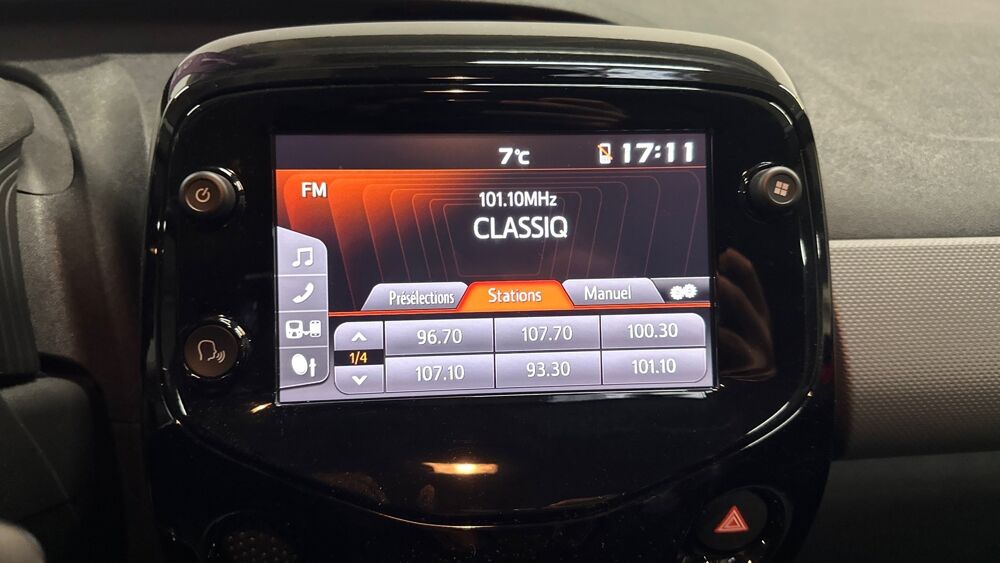 7°C 17:11
FM
101.10MHz
CLASSIQ
Présélections Stations Manuel
96.70 107.70 100.30
1/4
107.10 93.30 101.10